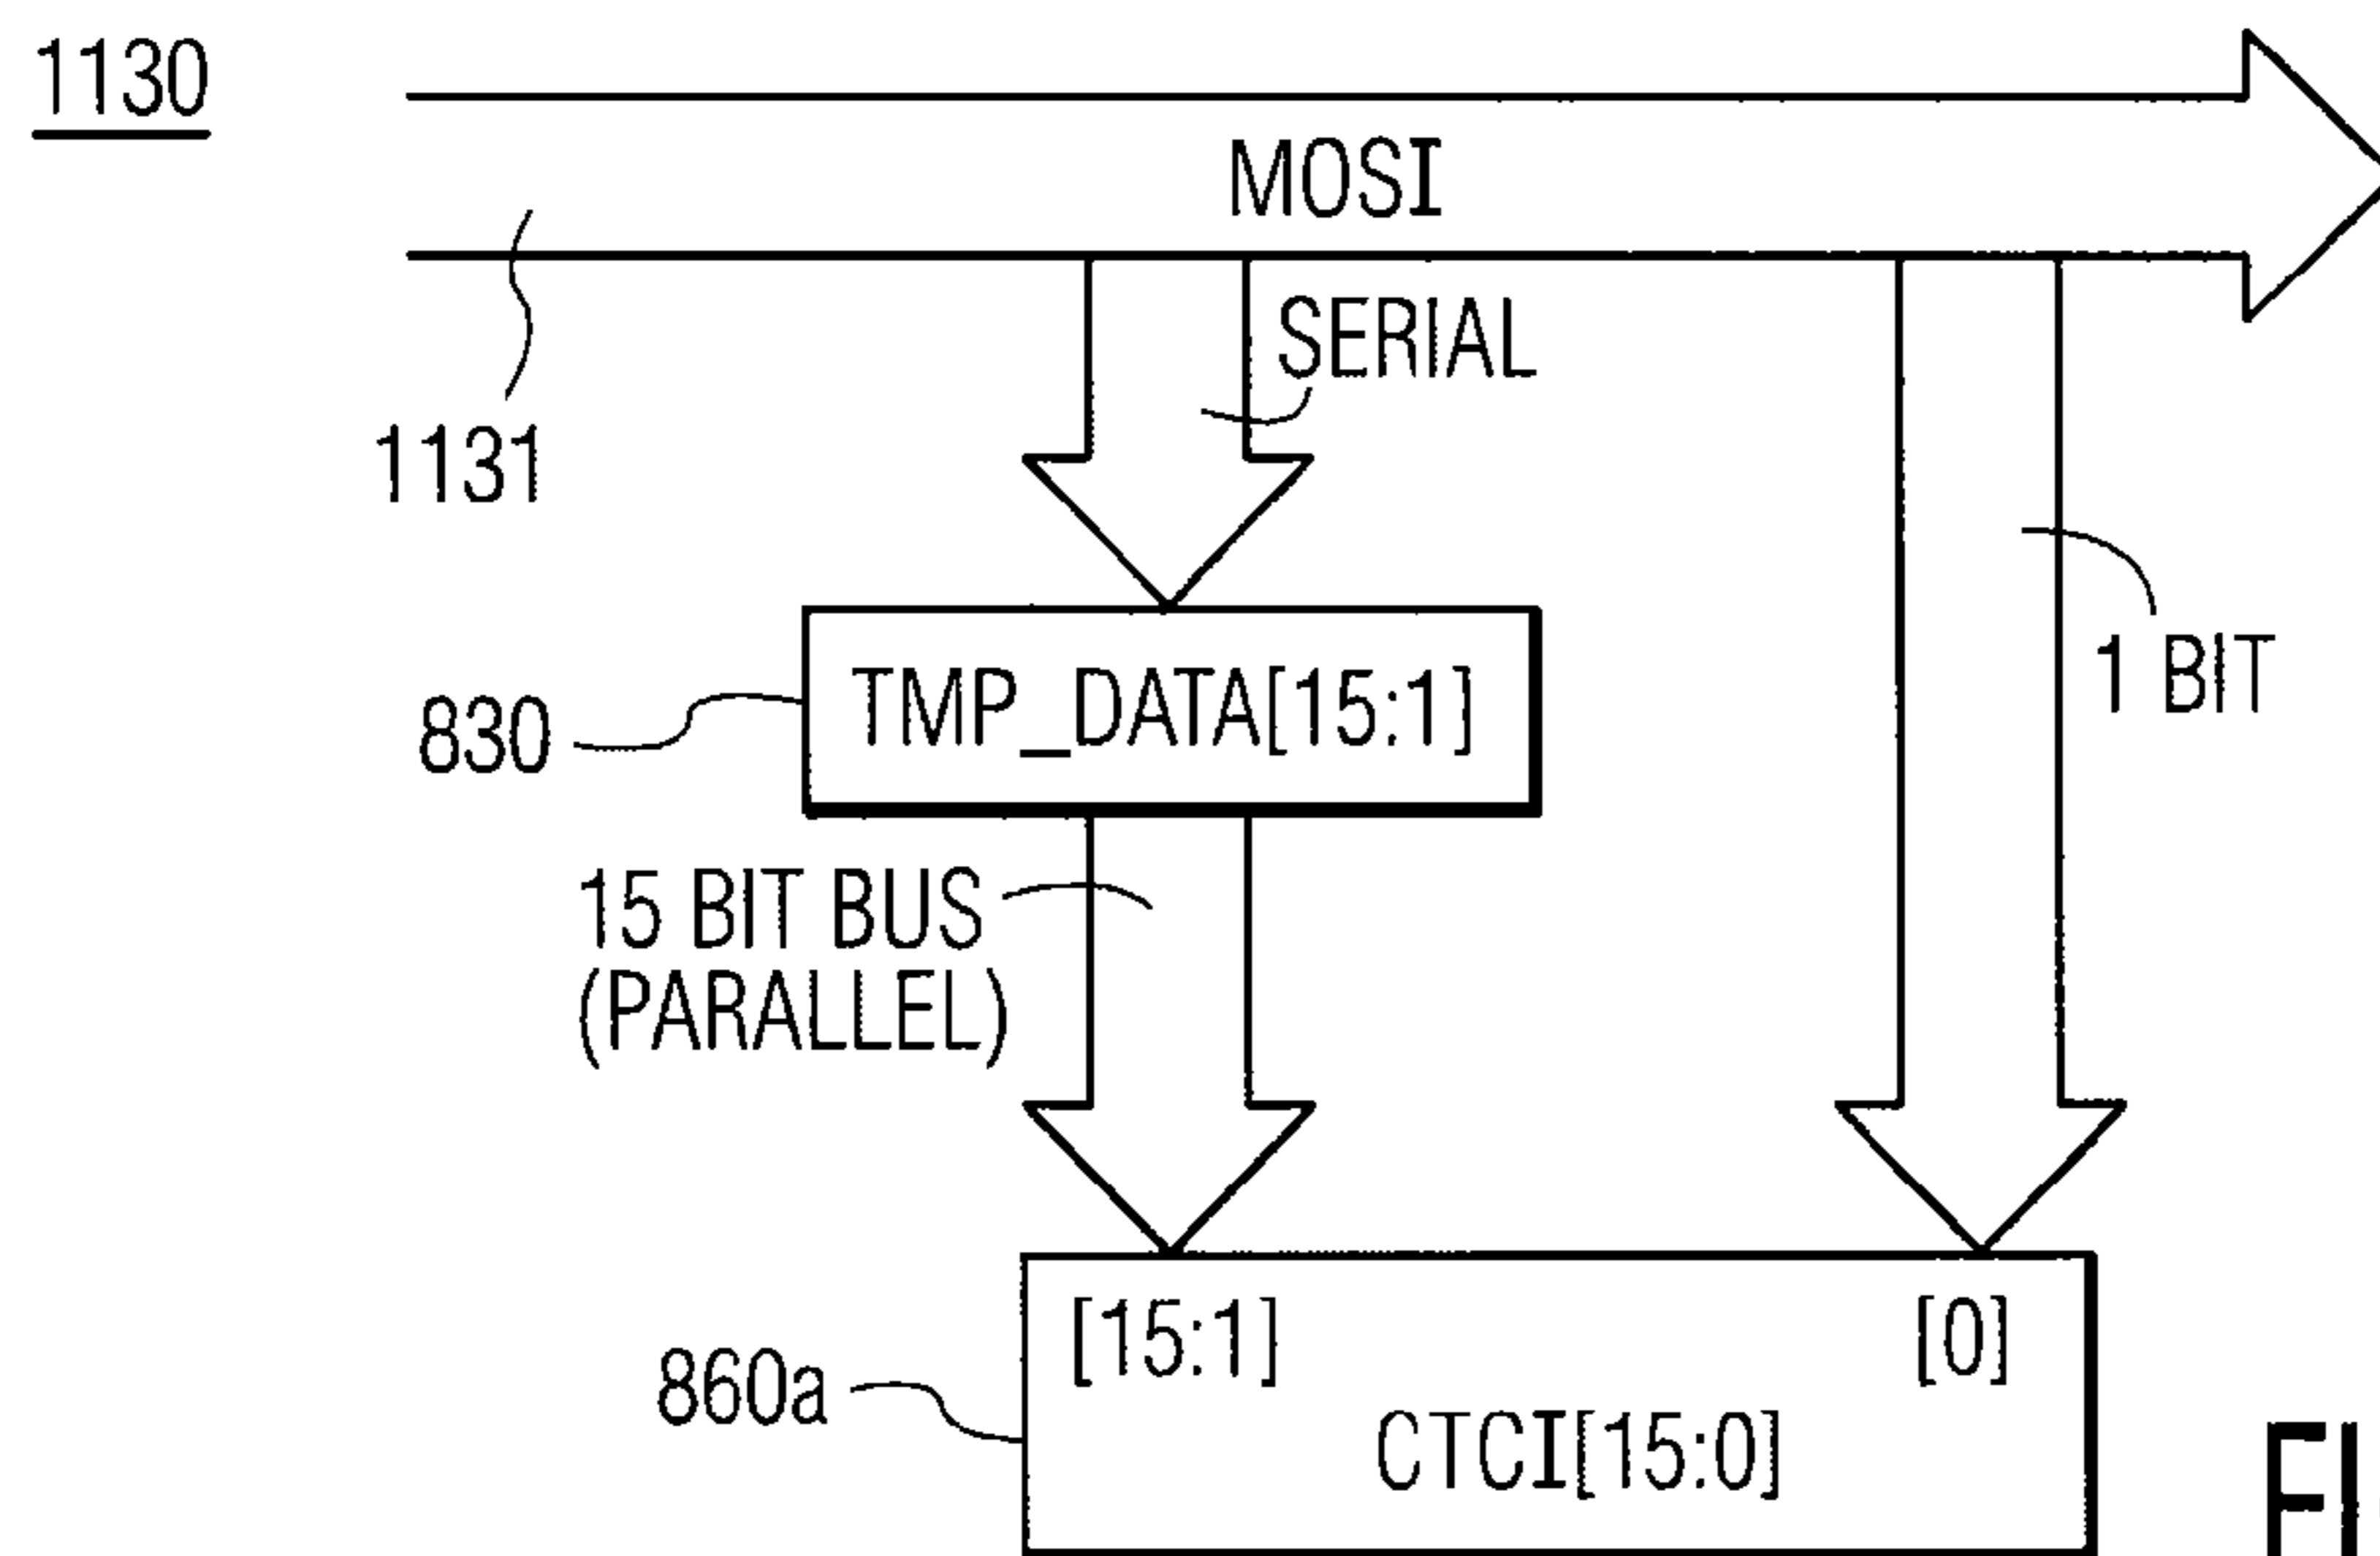 1130
MOSI
SERIAL
1131
1 BIT
TMP_DATA[15:1]
830
15 BIT BUS
(PARALLEL)
[15:1]
[0]
860a
CTCI[15:0]